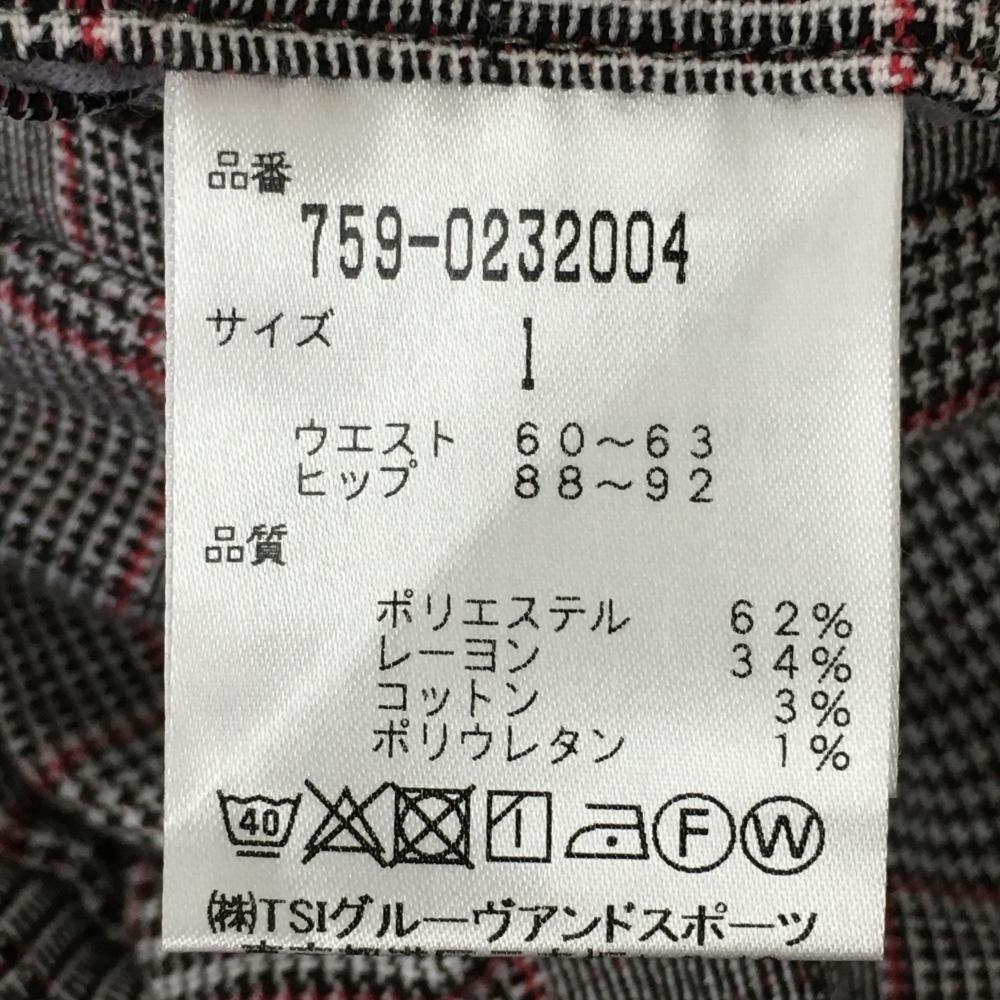 品番
759-0232004
サイズ
1
ウエスト 60～63
ヒップ 88～92
品質
ポリエステル 62%
レーヨン 34%
コットン 3%
ポリウレタン 1%
40 F W
㈱TSIグルーヴアンドスポーツ